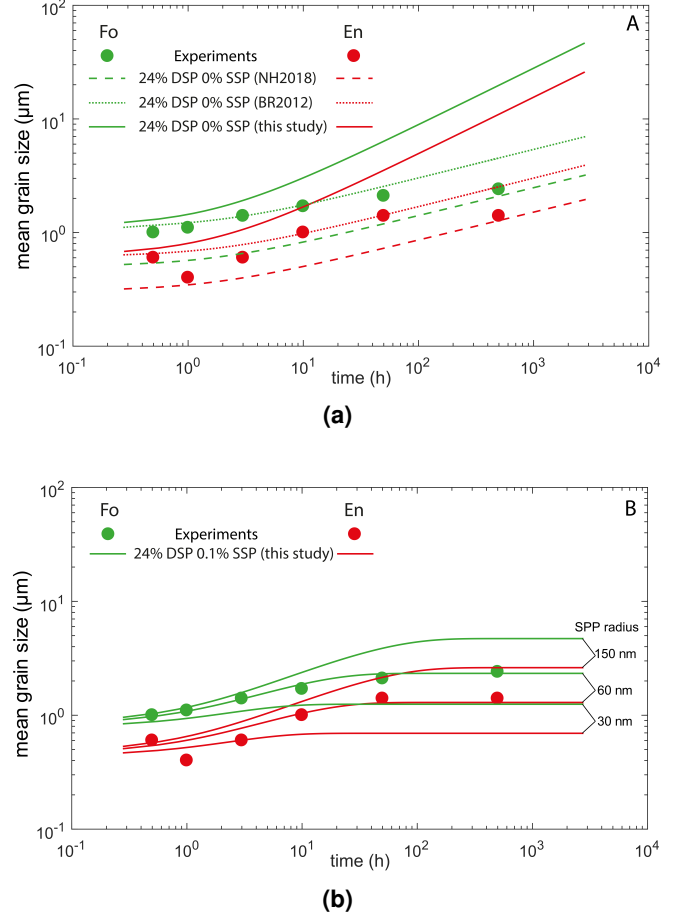 10²
A
Fo
En
Experiments
24% DSP 0% SSP (NH2018)
24% DSP 0% SSP (BR2012)
24% DSP 0% SSP (this study)
mean grain size (μm)
10¹
10⁰
10⁻¹
10⁻¹
10⁰
10¹
10²
10³
10⁴
time (h)
(a)
10²
B
Fo
En
Experiments
24% DSP 0.1% SSP (this study)
mean grain size (μm)
10¹
SPP radius
150 nm
60 nm
30 nm
10⁰
10⁻¹
10⁻¹
10⁰
10¹
10²
10³
10⁴
time (h)
(b)